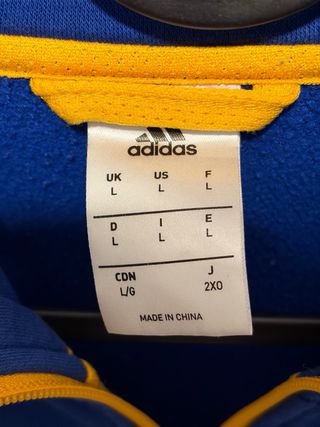 adidas
UK US F
L L L
D I E
L L L
CDN J
L/G 2XO
MADE IN CHINA